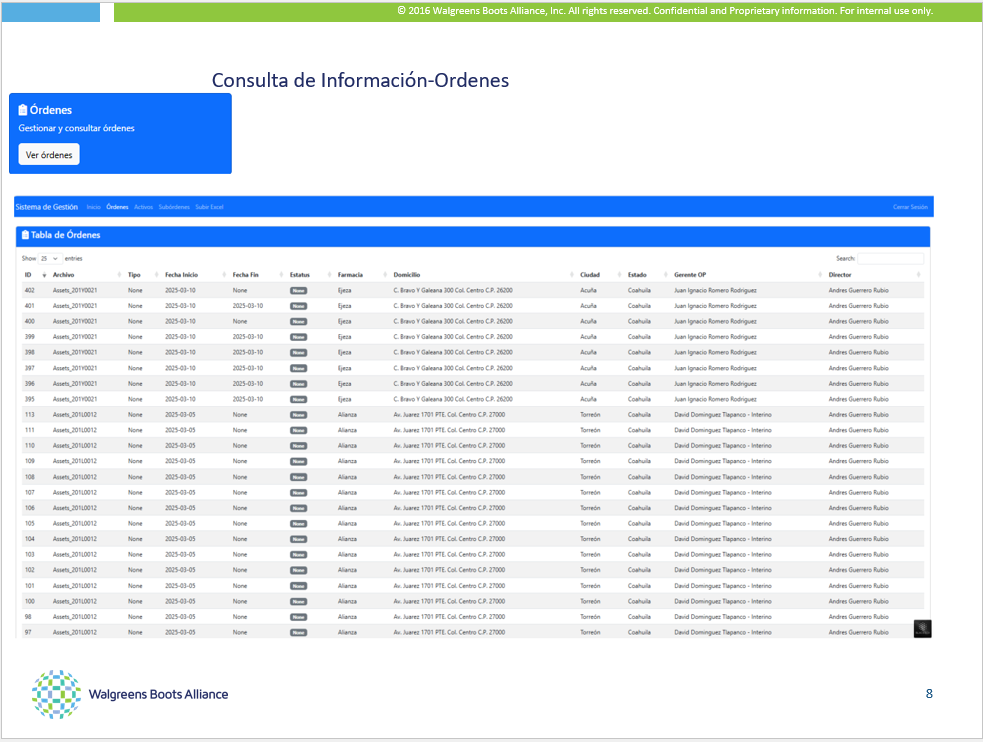 © 2016 Walgreens Boots Alliance, Inc. All rights reserved. Confidential and Proprietary information. For internal use only.
Consulta de Información-Ordenes
Órdenes
Gestionar y consultar órdenes
Ver órdenes
Sistema de Gestión Inicio Órdenes Activos Subórdenes Subir Excel Cerrar Sesión
Tabla de Órdenes
Show 25 entries Search:
ID Archivo Tipo Fecha Inicio Fecha Fin Estatus Farmacia Domicilio Ciudad Estado Gerente OP Director
402 Assets_201Y0021 None 2025-03-10 None None Ejeza C. Bravo Y Galeana 300 Col. Centro C.P. 26200 Acuña Coahuila Juan Ignacio Romero Rodriguez Andres Guerrero Rubio
401 Assets_201Y0021 None 2025-03-10 2025-03-10 None Ejeza C. Bravo Y Galeana 300 Col. Centro C.P. 26200 Acuña Coahuila Juan Ignacio Romero Rodriguez Andres Guerrero Rubio
400 Assets_201Y0021 None 2025-03-10 None None Ejeza C. Bravo Y Galeana 300 Col. Centro C.P. 26200 Acuña Coahuila Juan Ignacio Romero Rodriguez Andres Guerrero Rubio
399 Assets_201Y0021 None 2025-03-10 2025-03-10 None Ejeza C. Bravo Y Galeana 300 Col. Centro C.P. 26200 Acuña Coahuila Juan Ignacio Romero Rodriguez Andres Guerrero Rubio
398 Assets_201Y0021 None 2025-03-10 2025-03-10 None Ejeza C. Bravo Y Galeana 300 Col. Centro C.P. 26200 Acuña Coahuila Juan Ignacio Romero Rodriguez Andres Guerrero Rubio
397 Assets_201Y0021 None 2025-03-10 2025-03-10 None Ejeza C. Bravo Y Galeana 300 Col. Centro C.P. 26200 Acuña Coahuila Juan Ignacio Romero Rodriguez Andres Guerrero Rubio
396 Assets_201Y0021 None 2025-03-10 2025-03-10 None Ejeza C. Bravo Y Galeana 300 Col. Centro C.P. 26200 Acuña Coahuila Juan Ignacio Romero Rodriguez Andres Guerrero Rubio
395 Assets_201Y0021 None 2025-03-10 2025-03-10 None Ejeza C. Bravo Y Galeana 300 Col. Centro C.P. 26200 Acuña Coahuila Juan Ignacio Romero Rodriguez Andres Guerrero Rubio
113 Assets_201L0012 None 2025-03-05 None None Alianza Av. Juarez 1701 PTE. Col. Centro C.P. 27000 Torreón Coahuila David Dominguez Tlapanco - Interino Andres Guerrero Rubio
111 Assets_201L0012 None 2025-03-05 None None Alianza Av. Juarez 1701 PTE. Col. Centro C.P. 27000 Torreón Coahuila David Dominguez Tlapanco - Interino Andres Guerrero Rubio
110 Assets_201L0012 None 2025-03-05 None None Alianza Av. Juarez 1701 PTE. Col. Centro C.P. 27000 Torreón Coahuila David Dominguez Tlapanco - Interino Andres Guerrero Rubio
109 Assets_201L0012 None 2025-03-05 None None Alianza Av. Juarez 1701 PTE. Col. Centro C.P. 27000 Torreón Coahuila David Dominguez Tlapanco - Interino Andres Guerrero Rubio
108 Assets_201L0012 None 2025-03-05 None None Alianza Av. Juarez 1701 PTE. Col. Centro C.P. 27000 Torreón Coahuila David Dominguez Tlapanco - Interino Andres Guerrero Rubio
107 Assets_201L0012 None 2025-03-05 None None Alianza Av. Juarez 1701 PTE. Col. Centro C.P. 27000 Torreón Coahuila David Dominguez Tlapanco - Interino Andres Guerrero Rubio
106 Assets_201L0012 None 2025-03-05 None None Alianza Av. Juarez 1701 PTE. Col. Centro C.P. 27000 Torreón Coahuila David Dominguez Tlapanco - Interino Andres Guerrero Rubio
105 Assets_201L0012 None 2025-03-05 None None Alianza Av. Juarez 1701 PTE. Col. Centro C.P. 27000 Torreón Coahuila David Dominguez Tlapanco - Interino Andres Guerrero Rubio
104 Assets_201L0012 None 2025-03-05 None None Alianza Av. Juarez 1701 PTE. Col. Centro C.P. 27000 Torreón Coahuila David Dominguez Tlapanco - Interino Andres Guerrero Rubio
103 Assets_201L0012 None 2025-03-05 None None Alianza Av. Juarez 1701 PTE. Col. Centro C.P. 27000 Torreón Coahuila David Dominguez Tlapanco - Interino Andres Guerrero Rubio
102 Assets_201L0012 None 2025-03-05 None None Alianza Av. Juarez 1701 PTE. Col. Centro C.P. 27000 Torreón Coahuila David Dominguez Tlapanco - Interino Andres Guerrero Rubio
101 Assets_201L0012 None 2025-03-05 None None Alianza Av. Juarez 1701 PTE. Col. Centro C.P. 27000 Torreón Coahuila David Dominguez Tlapanco - Interino Andres Guerrero Rubio
100 Assets_201L0012 None 2025-03-05 None None Alianza Av. Juarez 1701 PTE. Col. Centro C.P. 27000 Torreón Coahuila David Dominguez Tlapanco - Interino Andres Guerrero Rubio
98 Assets_201L0012 None 2025-03-05 None None Alianza Av. Juarez 1701 PTE. Col. Centro C.P. 27000 Torreón Coahuila David Dominguez Tlapanco - Interino Andres Guerrero Rubio
97 Assets_201L0012 None 2025-03-05 None None Alianza Av. Juarez 1701 PTE. Col. Centro C.P. 27000 Torreón Coahuila David Dominguez Tlapanco - Interino Andres Guerrero Rubio
Walgreens Boots Alliance
8